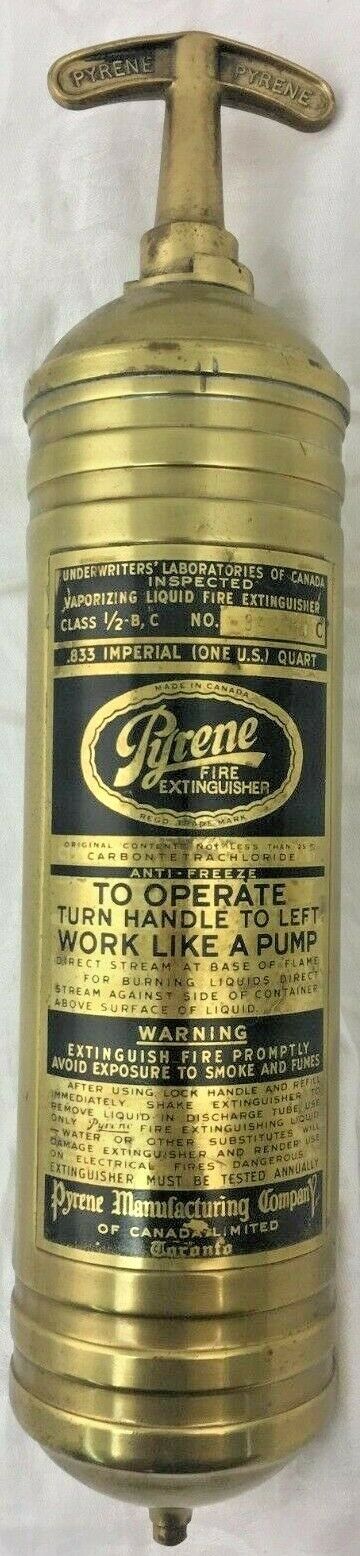 PYRENE PYRENE
UNDERWRITERS' LABORATORIES OF CANADA
INSPECTED
VAPORIZING LIQUID FIRE EXTINGUISHER
CLASS 1/2-B, C NO. C
.833 IMPERIAL (ONE U.S.) QUART
MADE IN CANADA
Pyrene
FIRE
EXTINGUISHER
REGD. TRADE MARK
ORIGINAL CONTENTS NOT LESS THAN
CARBONTETRACHLORIDE
ANTI-FREEZE
TO OPERATE
TURN HANDLE TO LEFT
WORK LIKE A PUMP
DIRECT STREAM AT BASE OF FLAME
FOR BURNING LIQUIDS DIRECT
STREAM AGAINST SIDE OF CONTAINER
ABOVE SURFACE OF LIQUID.
WARNING
EXTINGUISH FIRE PROMPTLY
AVOID EXPOSURE TO SMOKE AND FUMES
AFTER USING, LOCK HANDLE AND REFILL
IMMEDIATELY SHAKE EXTINGUISHER TO
REMOVE LIQUID IN DISCHARGE TUBE. USE
ONLY Pyrene FIRE EXTINGUISHING LIQUID
—WATER OR OTHER SUBSTITUTES WILL
DAMAGE EXTINGUISHER AND RENDER USE
ON ELECTRICAL FIRES DANGEROUS.
EXTINGUISHER MUST BE TESTED ANNUALLY
Pyrene Manufacturing Company
OF CANADA LIMITED
Toronto